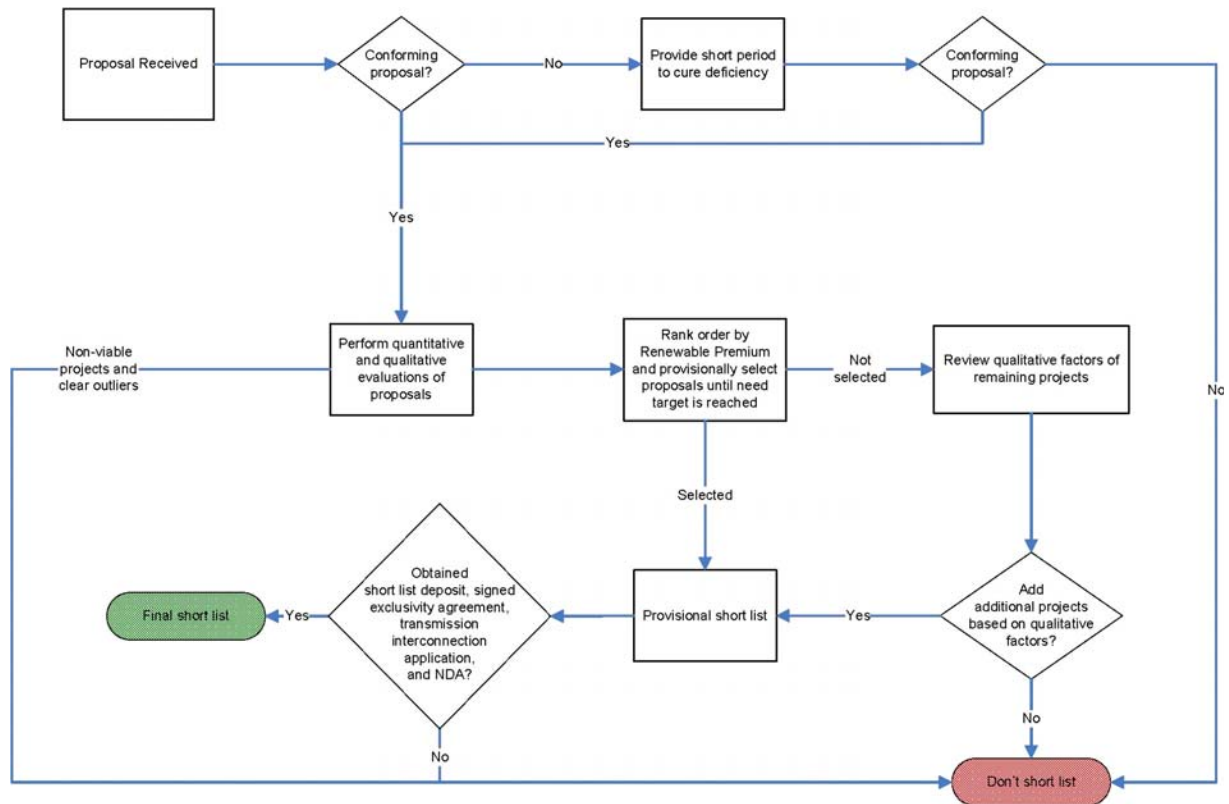 Proposal Received
Conforming
proposal?
No
Provide short period
to cure deficiency
Conforming
proposal?
Yes
Yes
No
Non-viable
projects and
clear outliers
Perform quantitative
and qualitative
evaluations of
proposals
Rank order by
Renewable Premium
and provisionally select
proposals until need
target is reached
Not
selected
Review qualitative factors of
remaining projects
Selected
Obtained
short list deposit, signed
exclusivity agreement,
transmission
interconnection
application,
and NDA?
Final short list
Yes
Provisional short list
Yes
Add
additional projects
based on qualitative
factors?
No
No
Don't short list